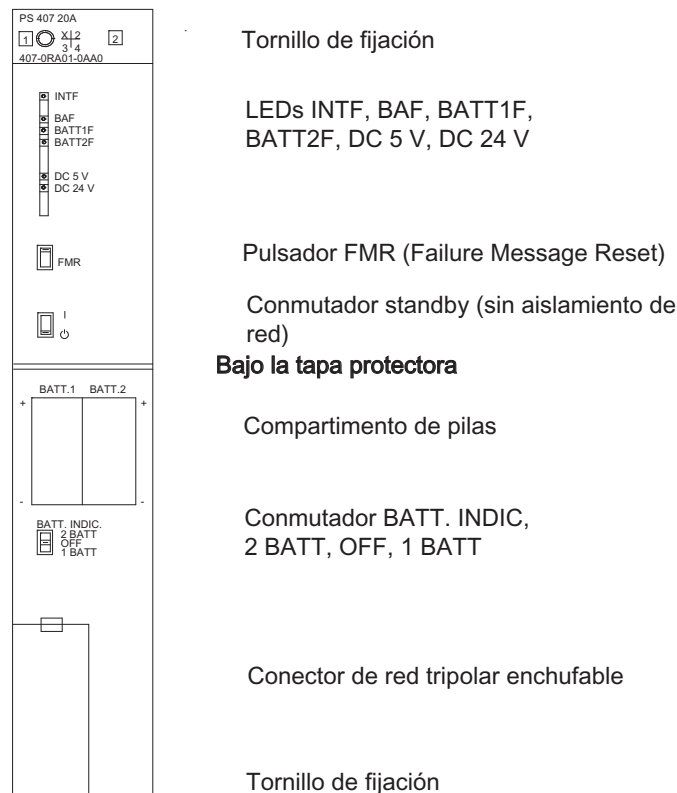 PS 407 20A
1 X 2 2
3 4
407-0RA01-0AA0
Tornillo de fijación
INTF
BAF
BATT1F
BATT2F
DC 5 V
DC 24 V
LEDs INTF, BAF, BATT1F,
BATT2F, DC 5 V, DC 24 V
FMR
Pulsador FMR (Failure Message Reset)
I
Conmutador standby (sin aislamiento de
red)
Bajo la tapa protectora
BATT.1 BATT.2
+ +
Compartimento de pilas
- -
BATT. INDIC.
2 BATT
OFF
1 BATT
Conmutador BATT. INDIC,
2 BATT, OFF, 1 BATT
Conector de red tripolar enchufable
Tornillo de fijación